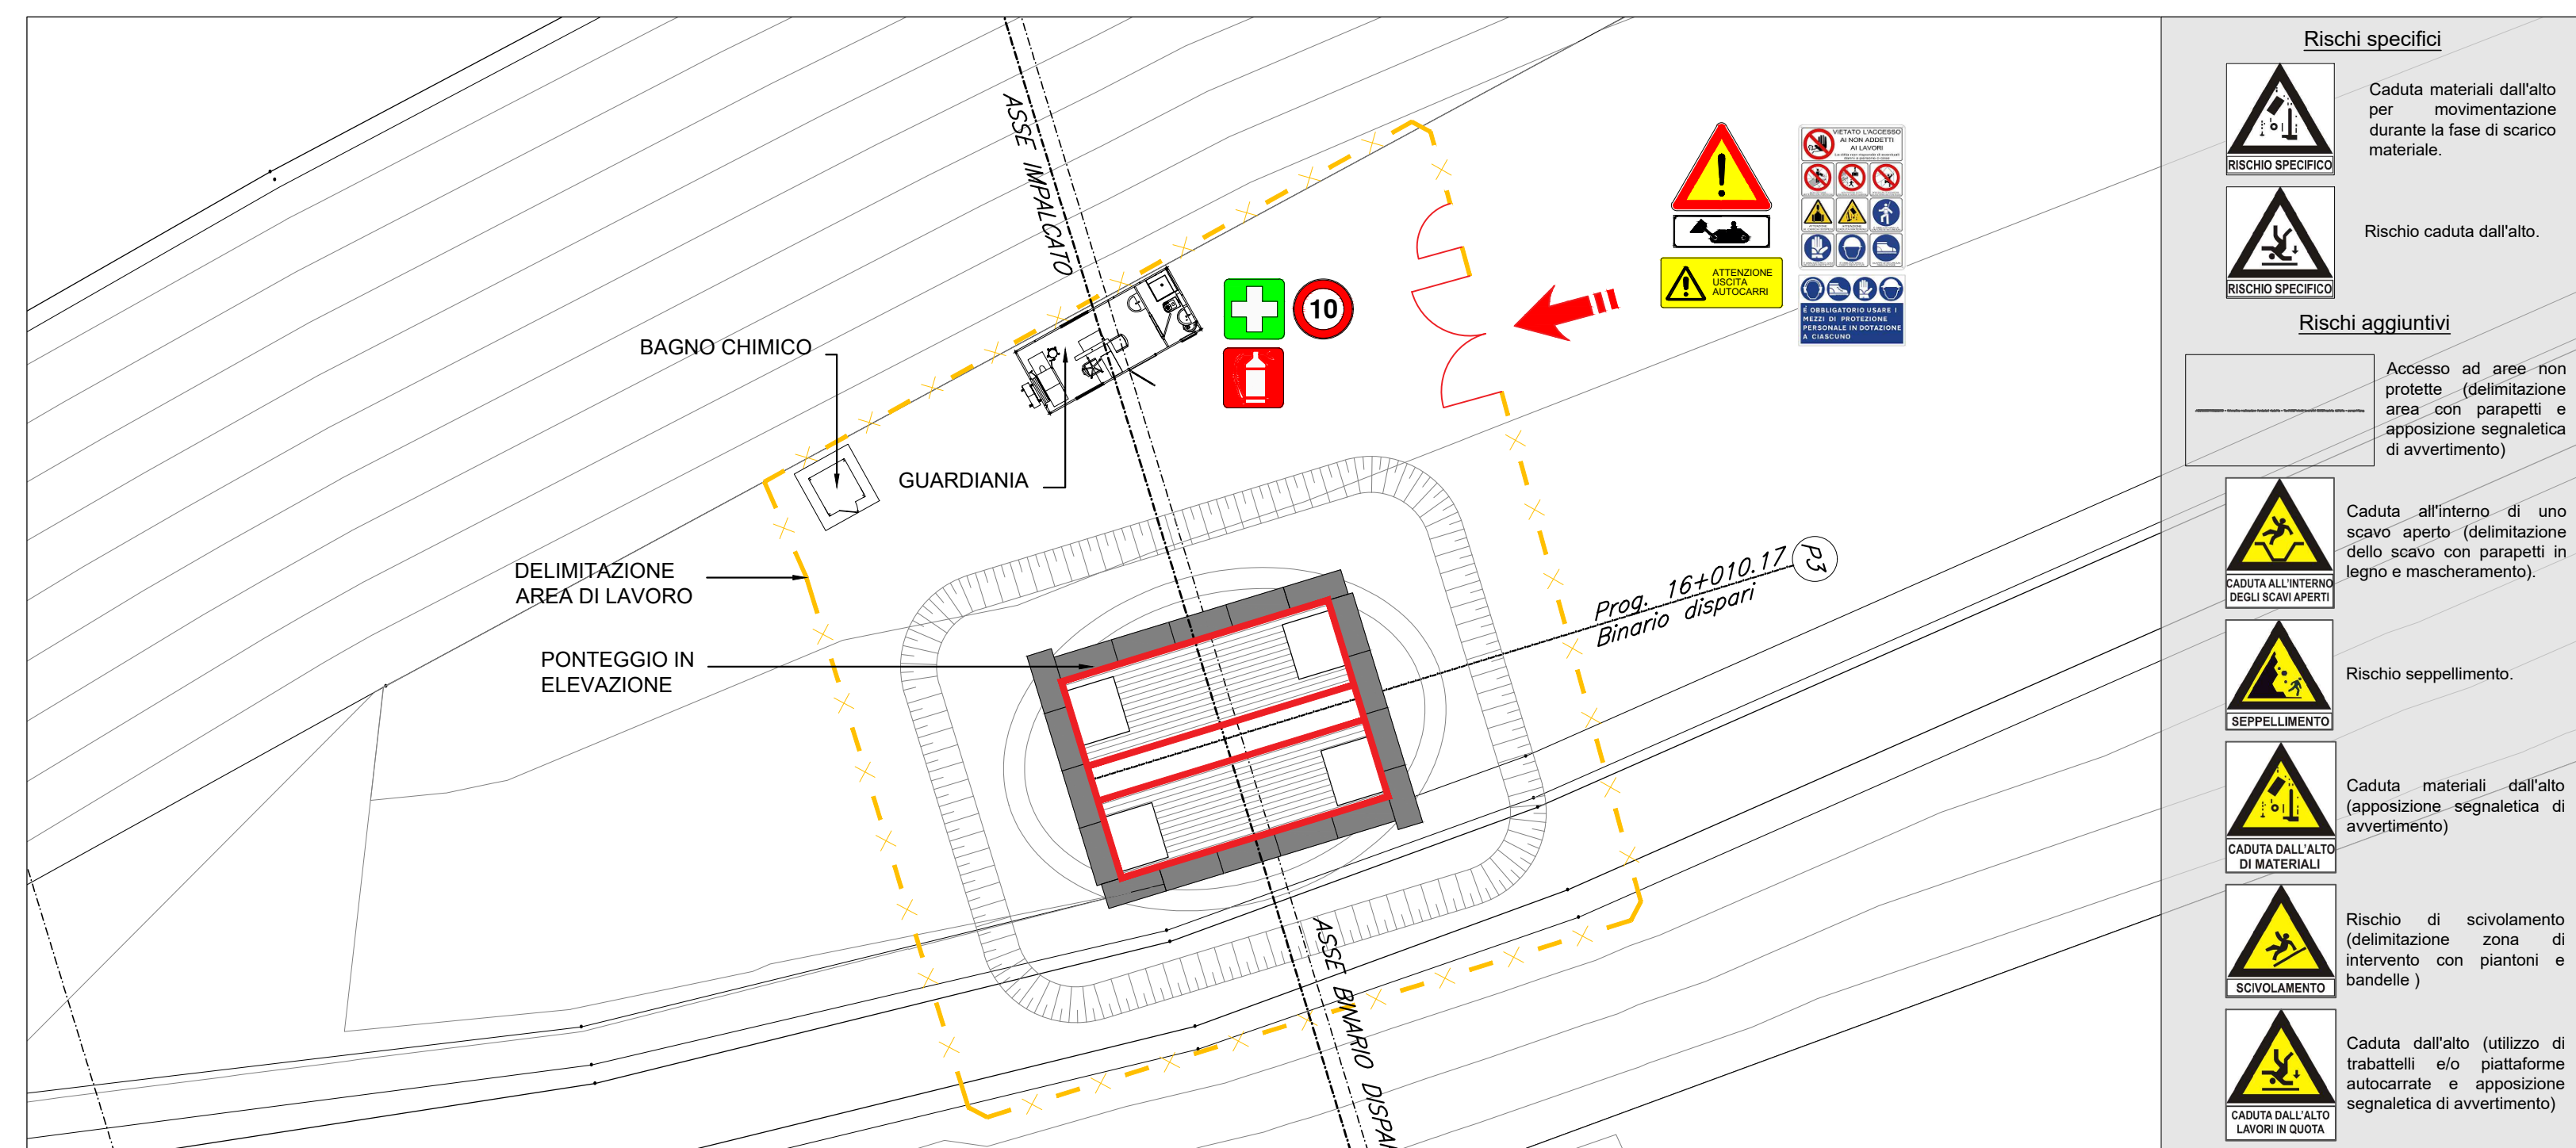 ASSE IMPALCATO
BAGNO CHIMICO
GUARDIANIA
DELIMITAZIONE
AREA DI LAVORO
PONTEGGIO IN
ELEVAZIONE
10
ATTENZIONE
USCITA
AUTOCARRI
VIETATO L'ACCESSO
AI NON ADDETTI
AI LAVORI
É OBBLIGATORIO USARE I
MEZZI DI PROTEZIONE
PERSONALE IN DOTAZIONE
A CIASCUNO
Prog. 16+010.17
Binario dispari
P3
ASSE BINARIO DISPA
Rischi specifici
RISCHIO SPECIFICO
Caduta materiali dall'alto
per movimentazione
durante la fase di scarico
materiale.
RISCHIO SPECIFICO
Rischio caduta dall'alto.
Rischi aggiuntivi
Accesso ad aree non
protette (delimitazione
area con parapetti e
apposizione segnaletica
di avvertimento)
CADUTA ALL'INTERNO
DEGLI SCAVI APERTI
Caduta all'interno di uno
scavo aperto (delimitazione
dello scavo con parapetti in
legno e mascheramento).
SEPPELLIMENTO
Rischio seppellimento.
CADUTA DALL'ALTO
DI MATERIALI
Caduta materiali dall'alto
(apposizione segnaletica di
avvertimento)
SCIVOLAMENTO
Rischio di scivolamento
(delimitazione zona di
intervento con piantoni e
bandelle )
CADUTA DALL'ALTO
LAVORI IN QUOTA
Caduta dall'alto (utilizzo di
trabattelli e/o piattaforme
autocarrate e apposizione
segnaletica di avvertimento)